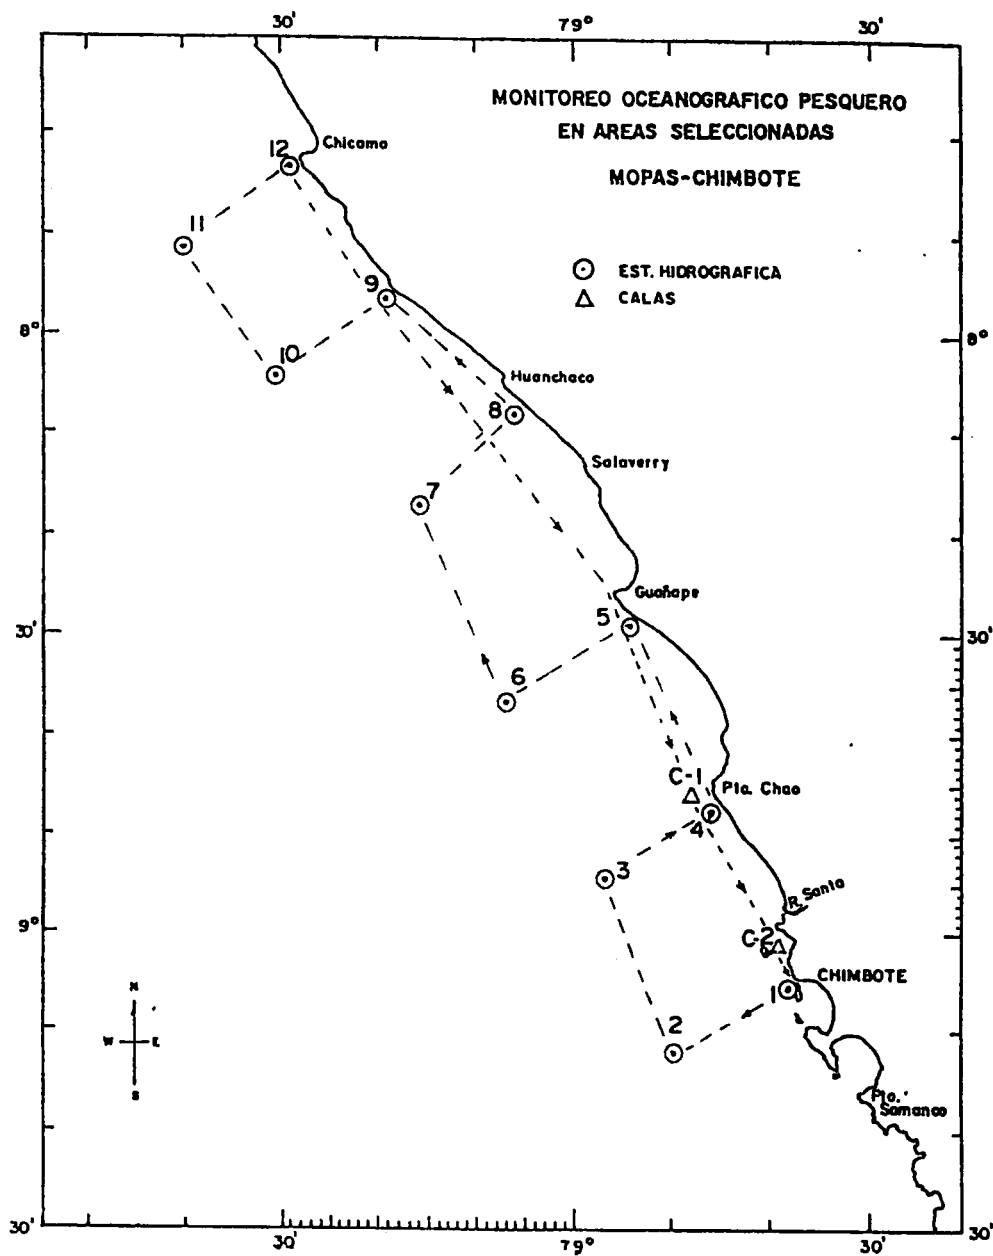 30'
79°
30'
MONITOREO OCEANOGRAFICO PESQUERO
EN AREAS SELECCIONADAS
MOPAS-CHIMBOTE
EST. HIDROGRAFICA
CALAS
12
Chicama
11
9
10
8°
8°
Huanchaco
8
Salaverry
7
Guañape
5
30'
30'
6
C-1
Pta. Chao
4
3
R. Santa
9°
C-2
CHIMBOTE
1
N
W E
S
2
Pta.
Samanco
30'
30'
30'
79°
30'